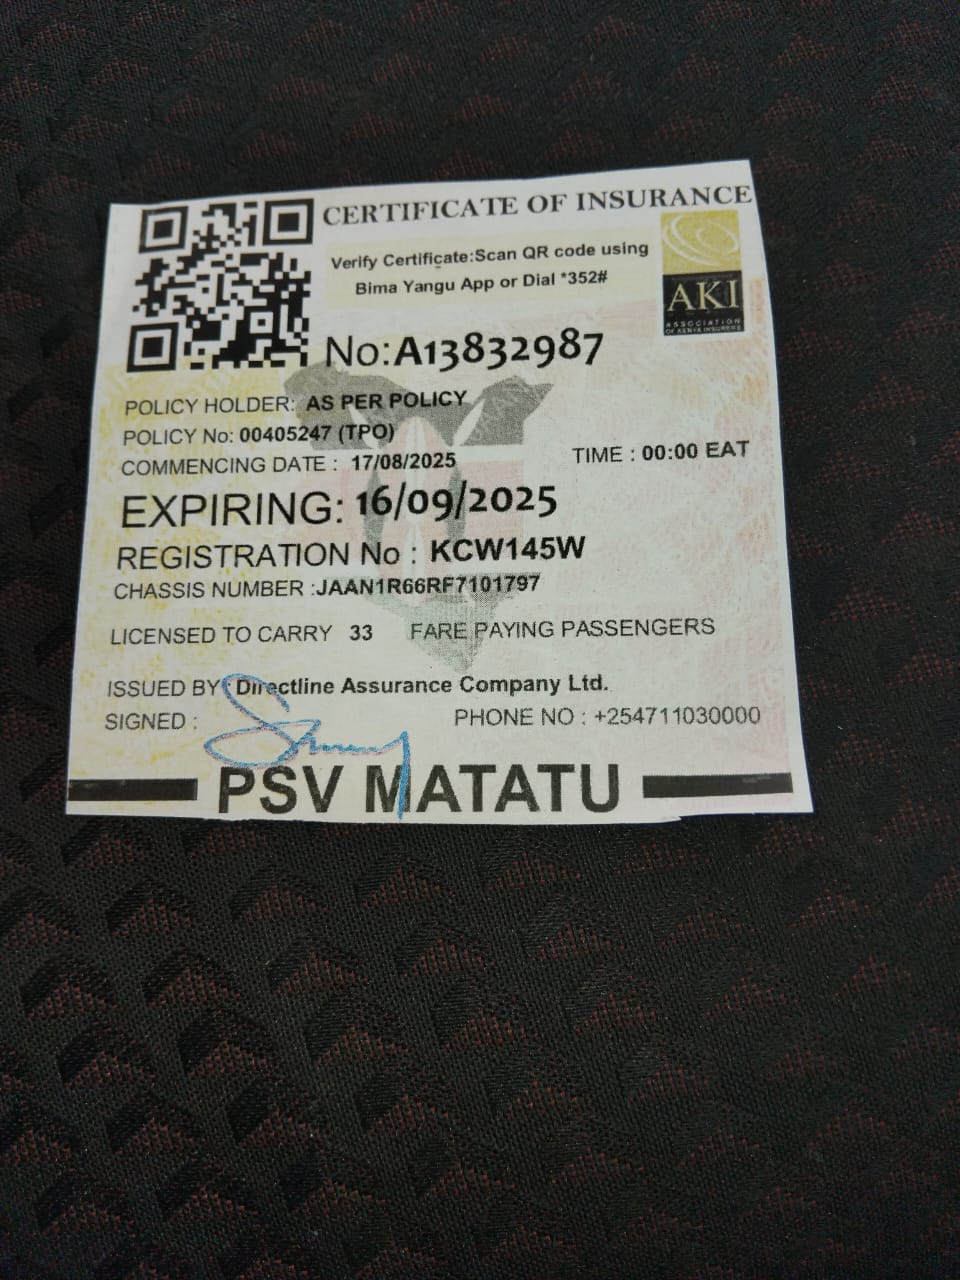 CERTIFICATE OF INSURANCE
Verify Certificate:Scan QR code using
Bima Yangu App or Dial *352#
AKI
ASSOCIATION
OF KENYA INSURERS
No:A13832987
POLICY HOLDER: AS PER POLICY
POLICY No: 00405247 (TPO)
COMMENCING DATE : 17/08/2025 TIME : 00:00 EAT
EXPIRING: 16/09/2025
REGISTRATION No : KCW145W
CHASSIS NUMBER :JAAN1R66RF7101797
LICENSED TO CARRY 33 FARE PAYING PASSENGERS
ISSUED BY : Directline Assurance Company Ltd.
SIGNED : PHONE NO : +254711030000
PSV MATATU